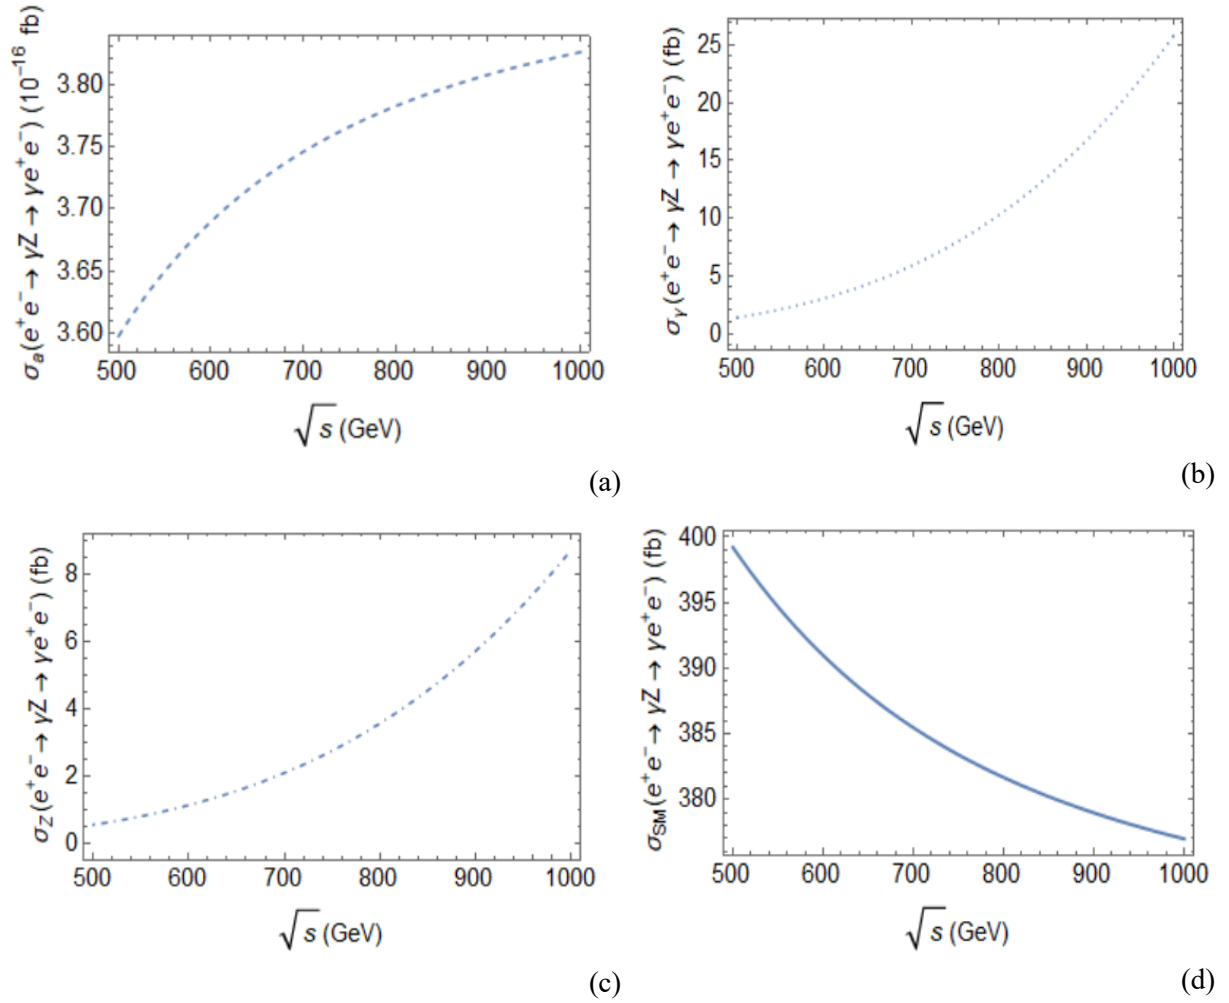 σₐ(e⁺e⁻→ γZ → γe⁺e⁻) (10⁻¹⁶ fb)
3.80
3.75
3.70
3.65
3.60
500 600 700 800 900 1000
√s (GeV)
(a)
σᵧ(e⁺e⁻→ γZ → γe⁺e⁻) (fb)
25
20
15
10
5
0
500 600 700 800 900 1000
√s (GeV)
(b)
σ_Z(e⁺e⁻→ γZ → γe⁺e⁻) (fb)
8
6
4
2
0
500 600 700 800 900 1000
√s (GeV)
(c)
σ_SM(e⁺e⁻→ γZ → γe⁺e⁻) (fb)
400
395
390
385
380
500 600 700 800 900 1000
√s (GeV)
(d)